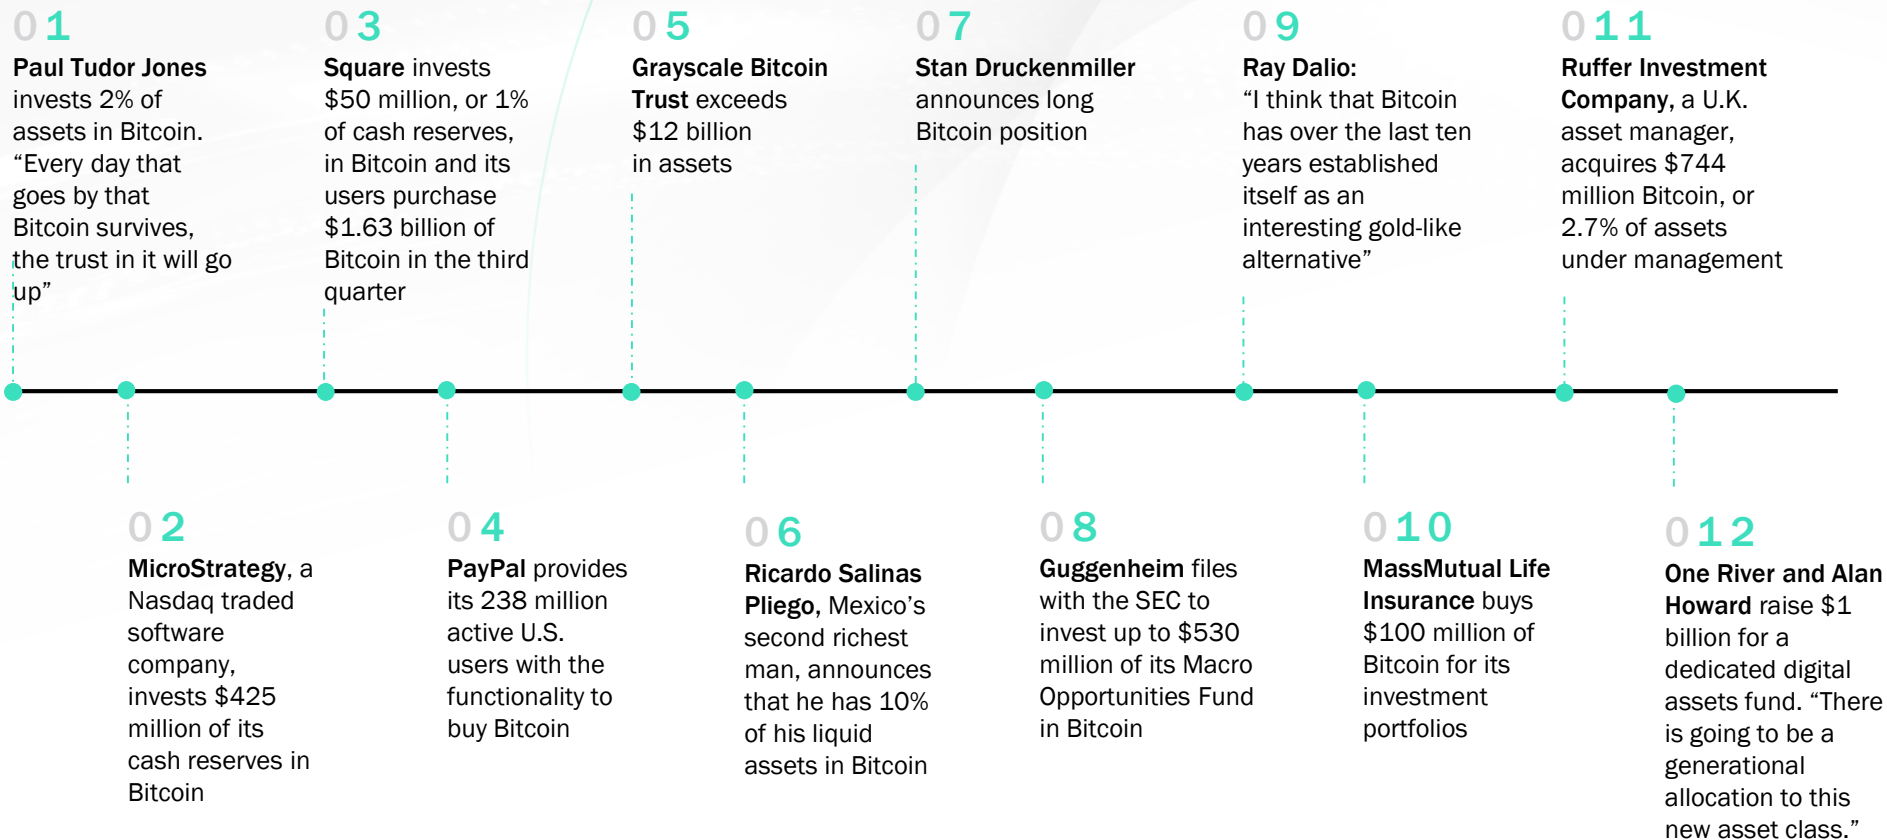 01
Paul Tudor Jones
invests 2% of
assets in Bitcoin.
“Every day that
goes by that
Bitcoin survives,
the trust in it will go
up”
03
Square invests
$50 million, or 1%
of cash reserves,
in Bitcoin and its
users purchase
$1.63 billion of
Bitcoin in the third
quarter
05
Grayscale Bitcoin
Trust exceeds
$12 billion
in assets
07
Stan Druckenmiller
announces long
Bitcoin position
09
Ray Dalio:
“I think that Bitcoin
has over the last ten
years established
itself as an
interesting gold-like
alternative”
011
Ruffer Investment
Company, a U.K.
asset manager,
acquires $744
million Bitcoin, or
2.7% of assets
under management
02
MicroStrategy, a
Nasdaq traded
software
company,
invests $425
million of its
cash reserves in
Bitcoin
04
PayPal provides
its 238 million
active U.S.
users with the
functionality to
buy Bitcoin
06
Ricardo Salinas
Pliego, Mexico’s
second richest
man, announces
that he has 10%
of his liquid
assets in Bitcoin
08
Guggenheim files
with the SEC to
invest up to $530
million of its Macro
Opportunities Fund
in Bitcoin
010
MassMutual Life
Insurance buys
$100 million of
Bitcoin for its
investment
portfolios
012
One River and Alan
Howard raise $1
billion for a
dedicated digital
assets fund. “There
is going to be a
generational
allocation to this
new asset class.”